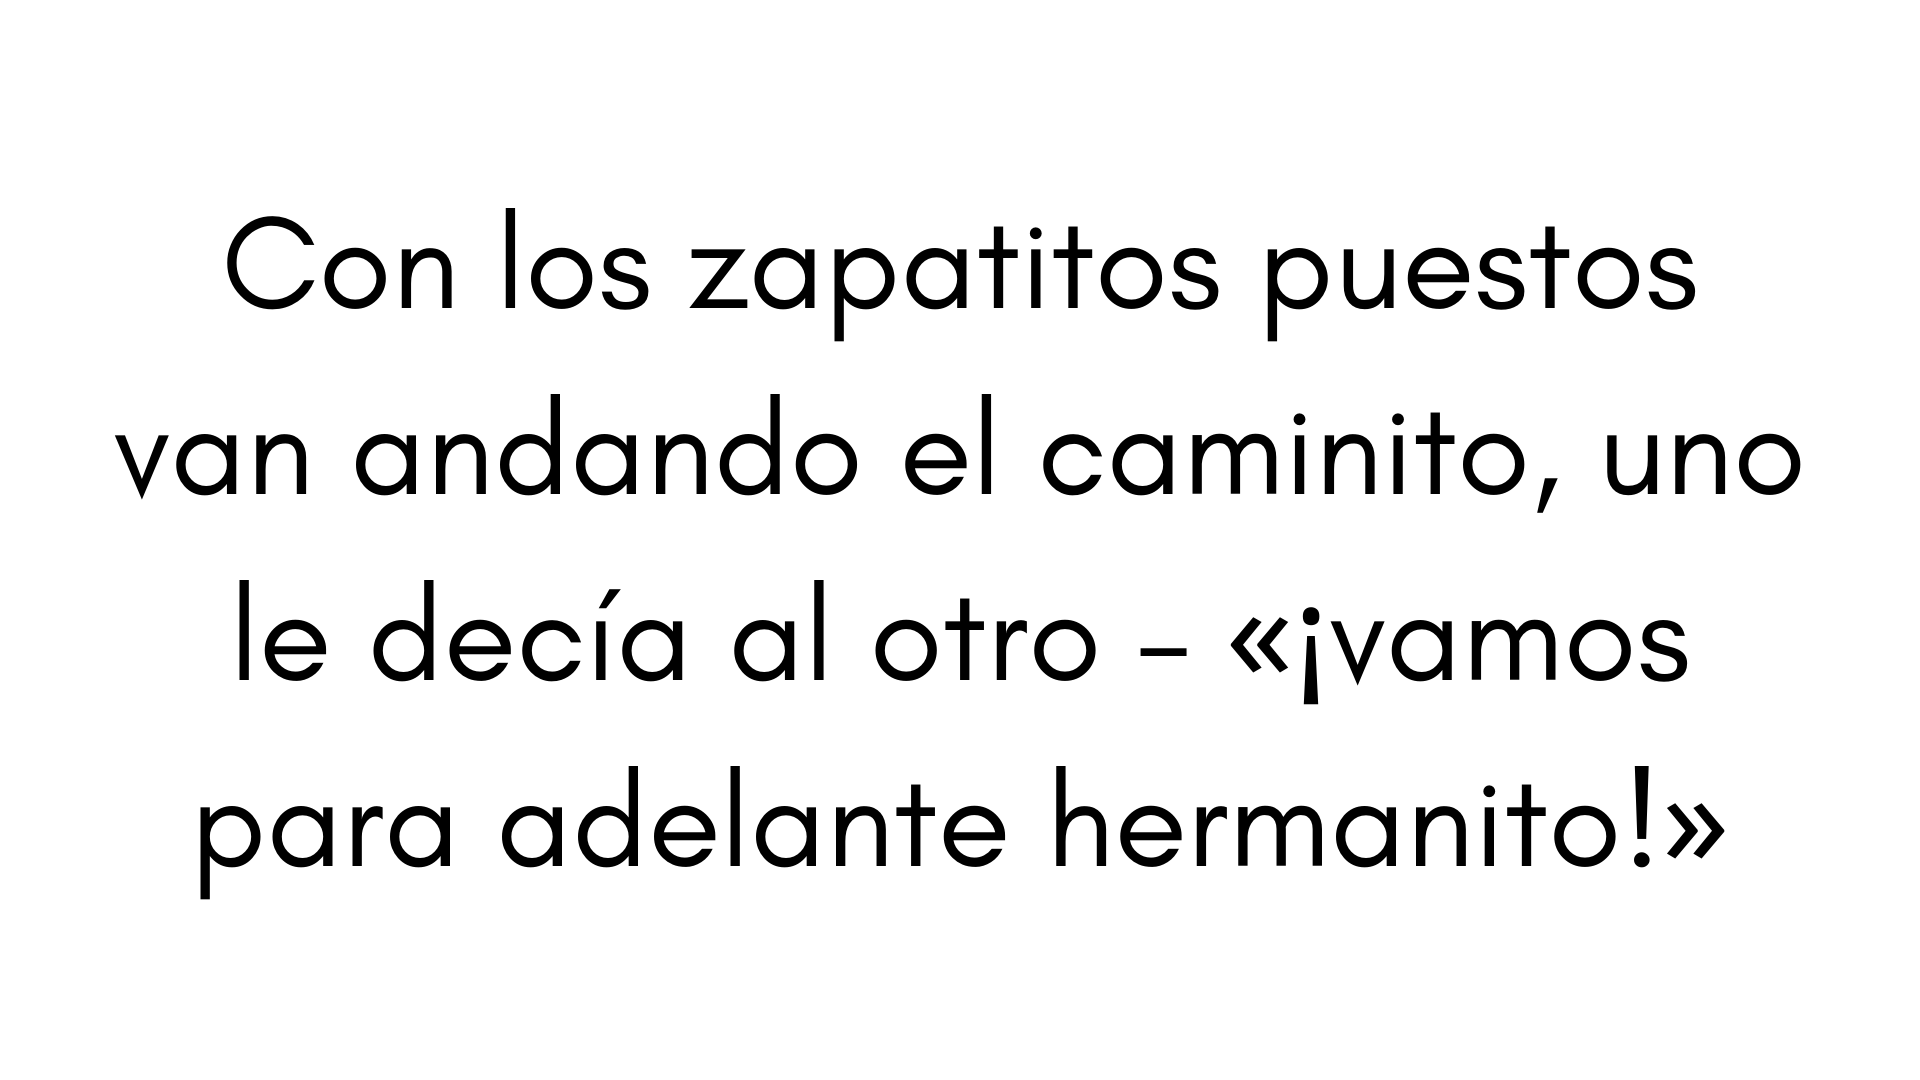 Con los zapatitos puestos
van andando el caminito, uno
le decía al otro – «¡vamos
para adelante hermanito!»